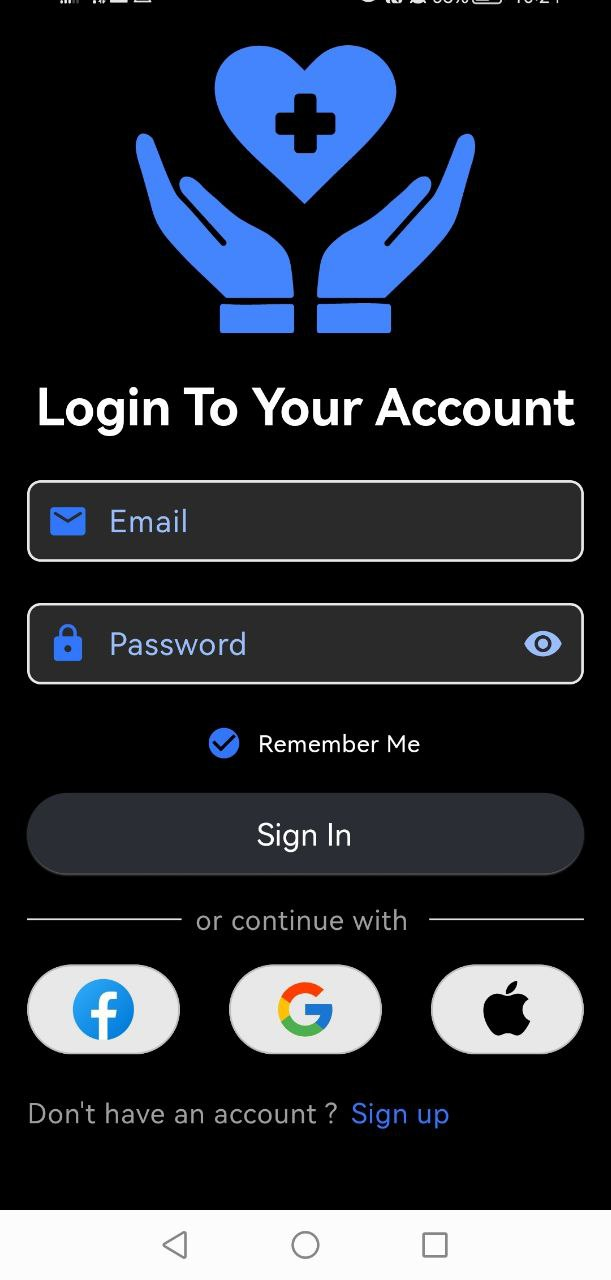 Login To Your Account
Email
Password
Remember Me
Sign In
or continue with
Don't have an account ? Sign up